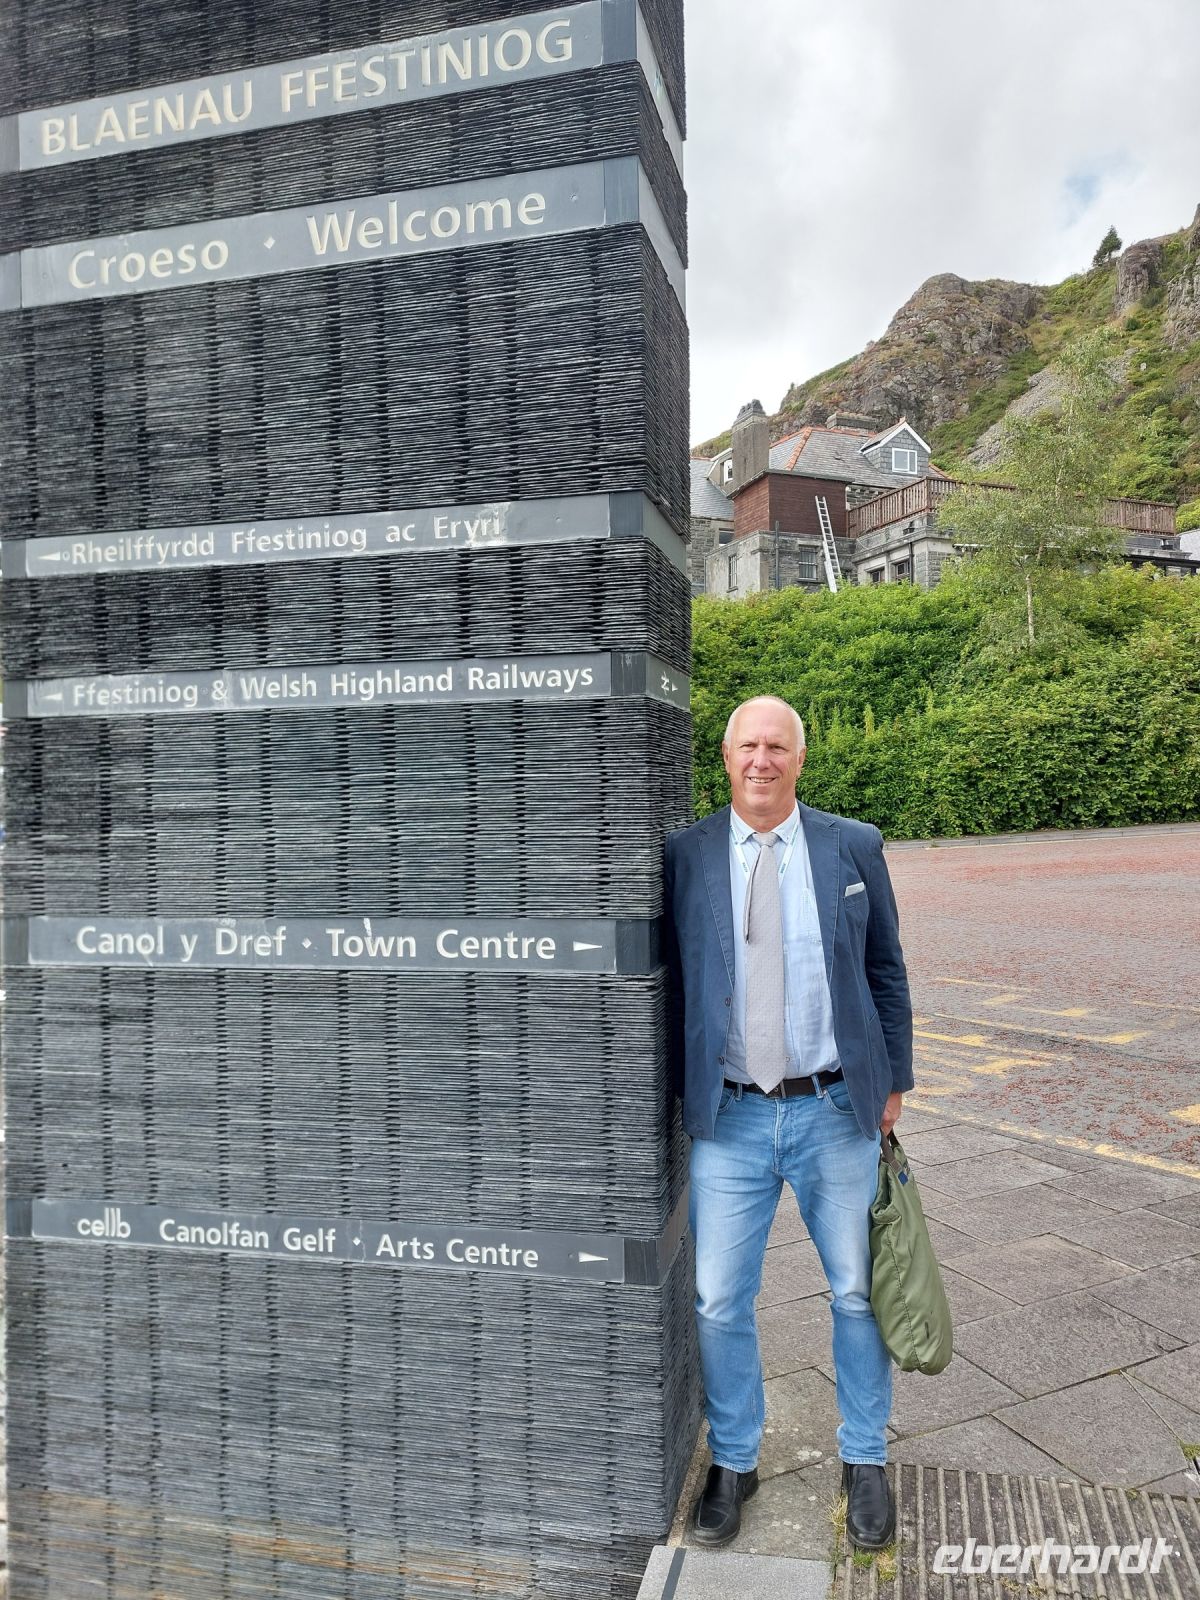 BLAENAU FFESTINIOG
Croeso · Welcome
Rheilffyrdd Ffestiniog ac Eryri
Ffestiniog & Welsh Highland Railways
Canol y Dref · Town Centre
cellb Canolfan Gelf · Arts Centre
eberhardt